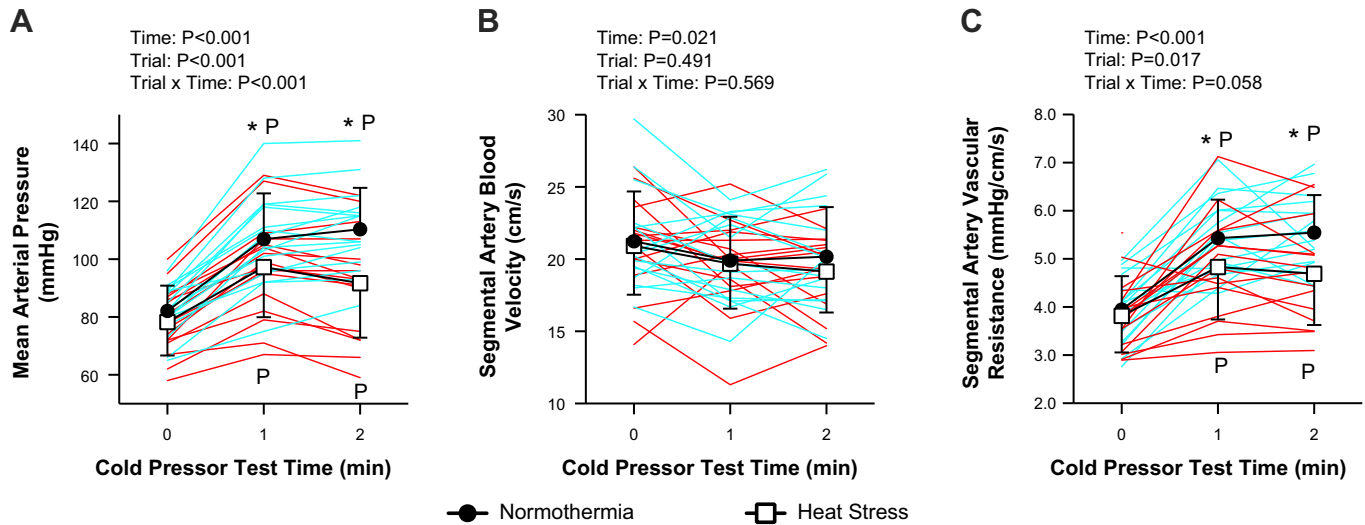 A
Time: P<0.001
Trial: P<0.001
Trial x Time: P<0.001
Mean Arterial Pressure
(mmHg)
140
120
100
80
60
* P
* P
P
P
0
1
2
Cold Pressor Test Time (min)
B
Time: P=0.021
Trial: P=0.491
Trial x Time: P=0.569
Segmental Artery Blood
Velocity (cm/s)
30
25
20
15
10
0
1
2
Cold Pressor Test Time (min)
C
Time: P<0.001
Trial: P=0.017
Trial x Time: P=0.058
Segmental Artery Vascular
Resistance (mmHg/cm/s)
8.0
7.0
6.0
5.0
4.0
3.0
2.0
* P
* P
P
P
0
1
2
Cold Pressor Test Time (min)
Normothermia
Heat Stress